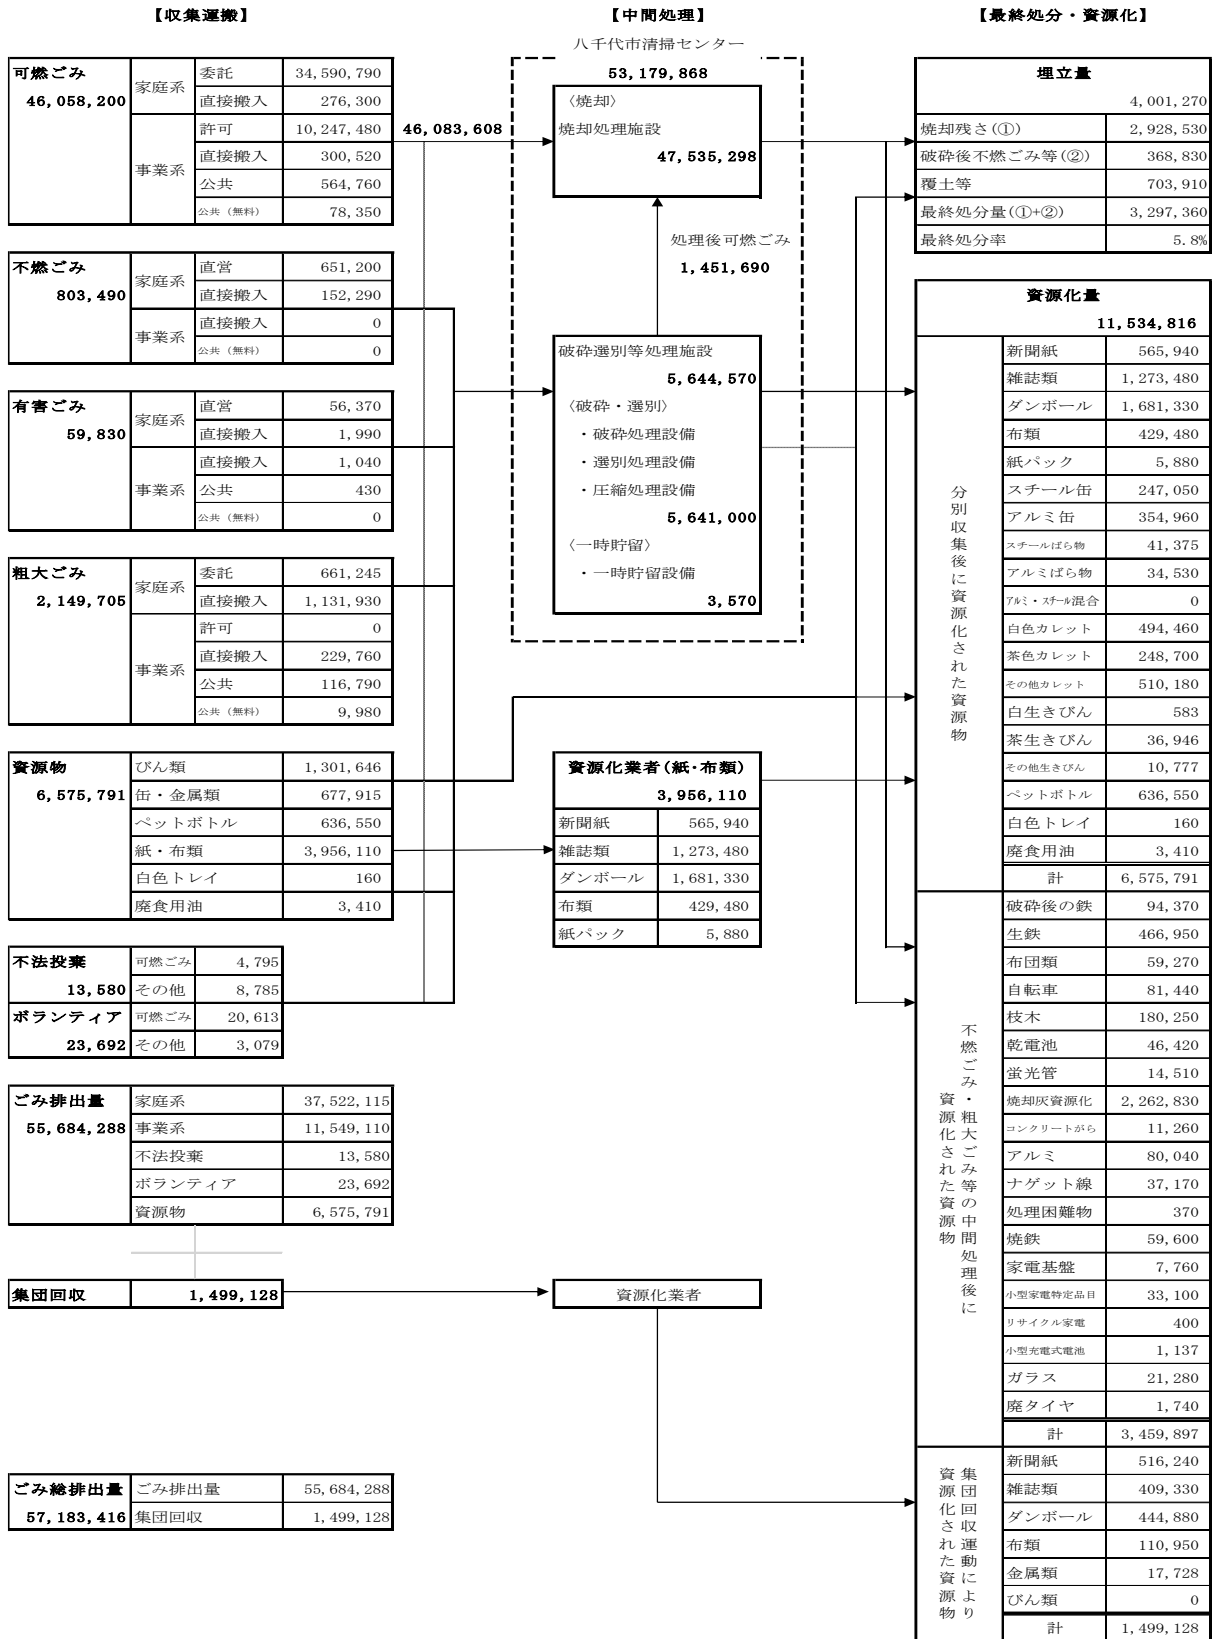 【収集運搬】
【中間処理】
【最終処分・資源化】
八千代市清掃センター
53,179,868
可燃ごみ
46,058,200
家庭系
委託 34,590,790
直接搬入 276,300
事業系
許可 10,247,480
直接搬入 300,520
公共 564,760
公共（無料） 78,350
46,083,608
不燃ごみ
803,490
家庭系
直営 651,200
直接搬入 152,290
事業系
直接搬入 0
公共（無料） 0
有害ごみ
59,830
家庭系
直営 56,370
直接搬入 1,990
事業系
直接搬入 1,040
公共 430
公共（無料） 0
粗大ごみ
2,149,705
家庭系
委託 661,245
直接搬入 1,131,930
事業系
許可 0
直接搬入 229,760
公共 116,790
公共（無料） 9,980
資源物
6,575,791
びん類 1,301,646
缶・金属類 677,915
ペットボトル 636,550
紙・布類 3,956,110
白色トレイ 160
廃食用油 3,410
不法投棄
13,580
可燃ごみ 4,795
その他 8,785
ボランティア
23,692
可燃ごみ 20,613
その他 3,079
ごみ排出量
55,684,288
家庭系 37,522,115
事業系 11,549,110
不法投棄 13,580
ボランティア 23,692
資源物 6,575,791
集団回収 1,499,128
ごみ総排出量
57,183,416
ごみ排出量 55,684,288
集団回収 1,499,128
〈焼却〉
焼却処理施設
47,535,298
処理後可燃ごみ
1,451,690
破砕選別等処理施設
5,644,570
〈破砕・選別〉
・破砕処理設備
・選別処理設備
・圧縮処理設備
5,641,000
〈一時貯留〉
・一時貯留設備
3,570
資源化業者(紙・布類)
3,956,110
新聞紙 565,940
雑誌類 1,273,480
ダンボール 1,681,330
布類 429,480
紙パック 5,880
資源化業者
埋立量
4,001,270
焼却残さ(①) 2,928,530
破砕後不燃ごみ等(②) 368,830
覆土等 703,910
最終処分量(①+②) 3,297,360
最終処分率 5.8%
資源化量
11,534,816
分別収集後に資源化された資源物
新聞紙 565,940
雑誌類 1,273,480
ダンボール 1,681,330
布類 429,480
紙パック 5,880
スチール缶 247,050
アルミ缶 354,960
スチールばら物 41,375
アルミばら物 34,530
アルミ・スチール混合 0
白色カレット 494,460
茶色カレット 248,700
その他カレット 510,180
白生きびん 583
茶生きびん 36,946
その他生きびん 10,777
ペットボトル 636,550
白色トレイ 160
廃食用油 3,410
計 6,575,791
不燃ごみ・粗大ごみ等の中間処理後に
資源化された資源物
破砕後の鉄 94,370
生鉄 466,950
布団類 59,270
自転車 81,440
枝木 180,250
乾電池 46,420
蛍光管 14,510
焼却灰資源化 2,262,830
コンクリートがら 11,260
アルミ 80,040
ナゲット線 37,170
処理困難物 370
焼鉄 59,600
家電基盤 7,760
小型家電特定品目 33,100
リサイクル家電 400
小型充電式電池 1,137
ガラス 21,280
廃タイヤ 1,740
計 3,459,897
集団回収運動により
資源化された資源物
新聞紙 516,240
雑誌類 409,330
ダンボール 444,880
布類 110,950
金属類 17,728
びん類 0
計 1,499,128